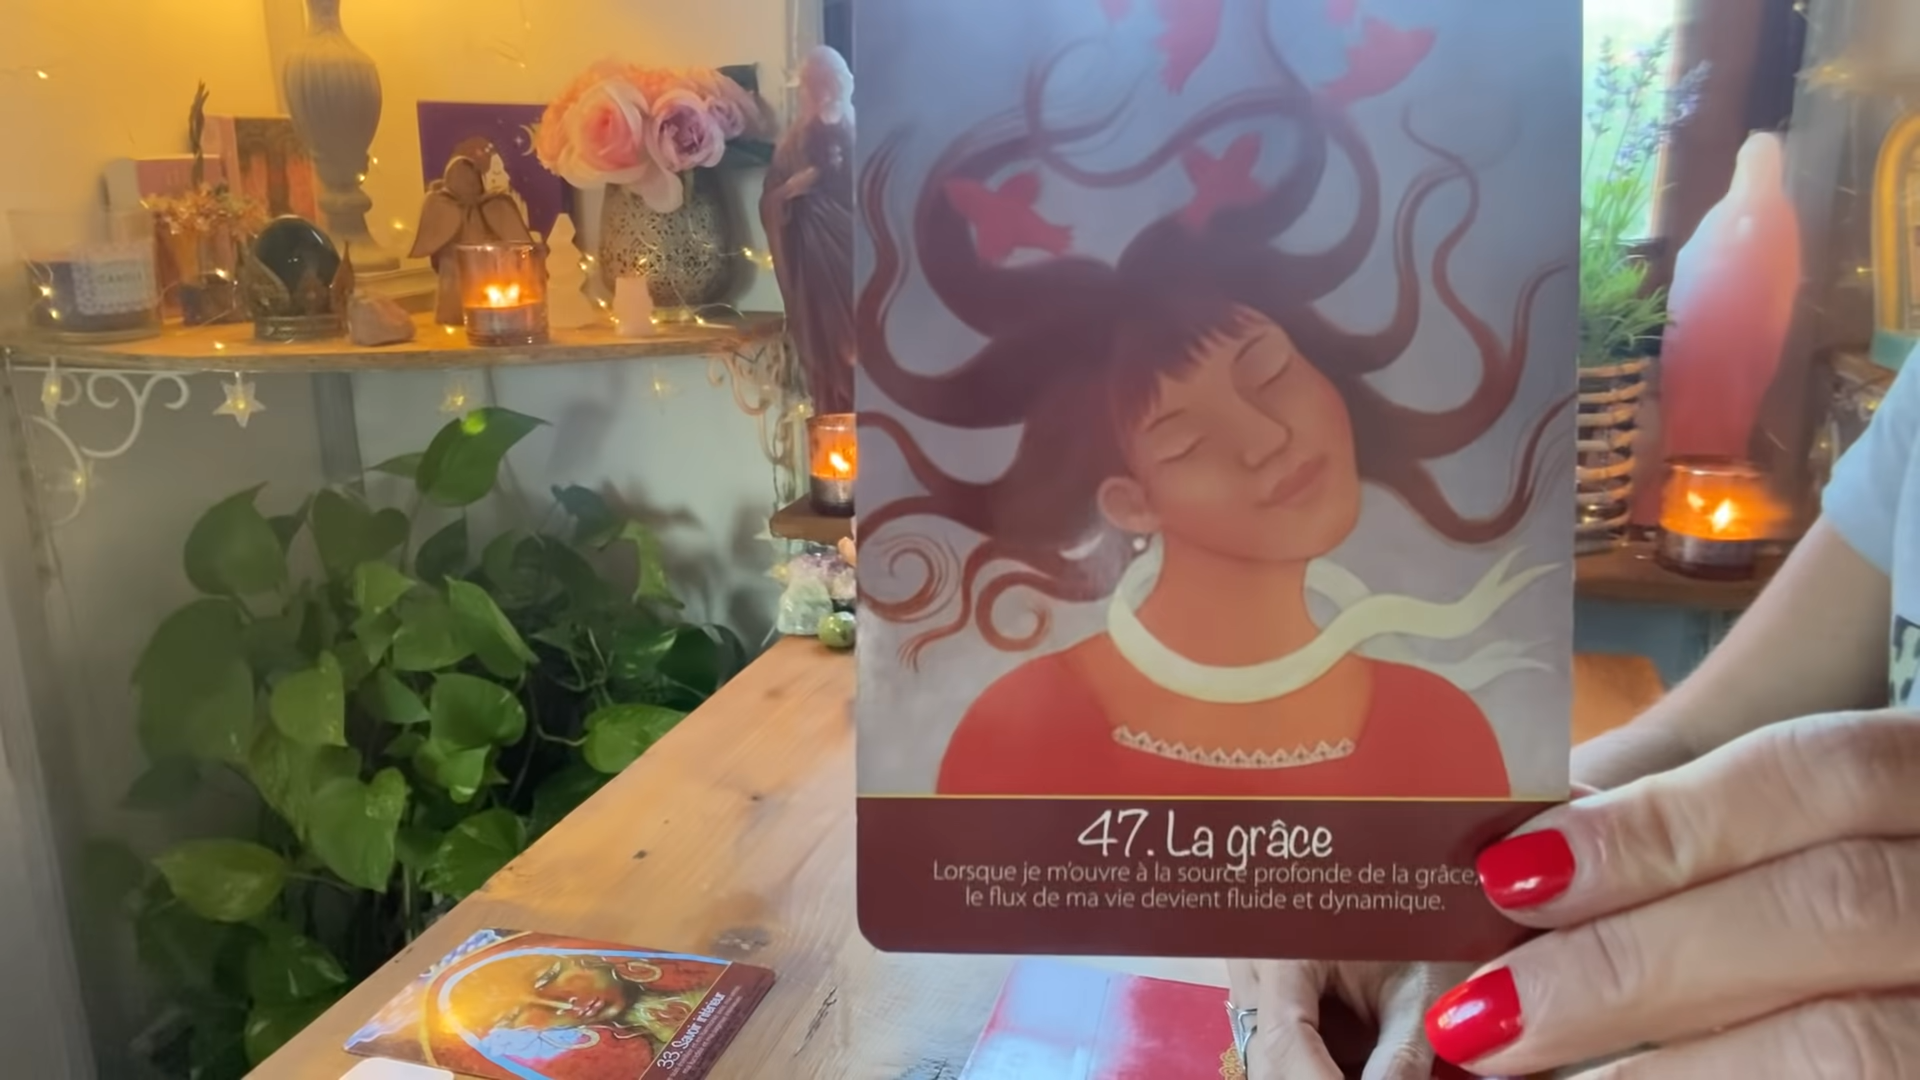 47. La grâce
Lorsque je m'ouvre à la source profonde de la grâce,
le flux de ma vie devient fluide et dynamique.
33. Savoir intérieur